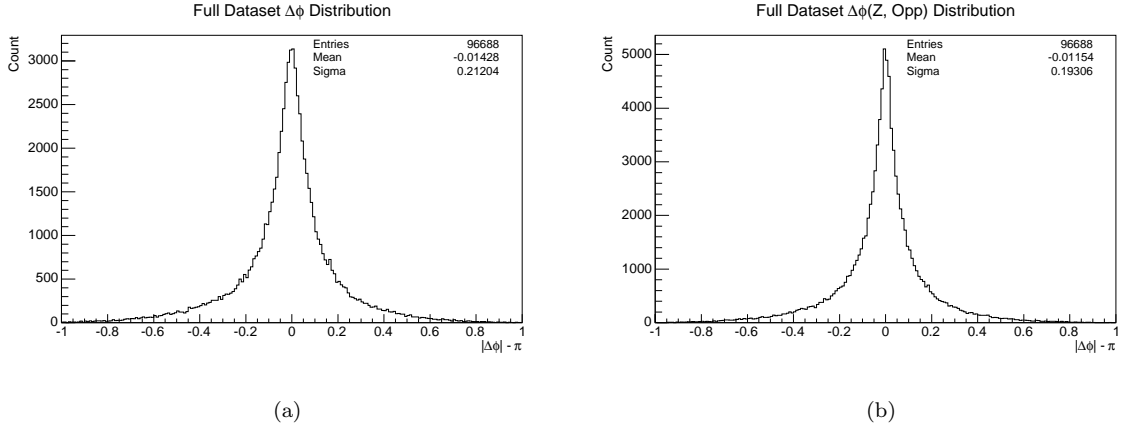 Full Dataset Δϕ Distribution
Count
Entries 96688
Mean -0.01428
Sigma 0.21204
3000
2500
2000
1500
1000
500
0
-1 -0.8 -0.6 -0.4 -0.2 0 0.2 0.4 0.6 0.8 1
|Δϕ| - π
(a)
Full Dataset Δϕ(Z, Opp) Distribution
Count
Entries 96688
Mean -0.01154
Sigma 0.19306
5000
4000
3000
2000
1000
0
-1 -0.8 -0.6 -0.4 -0.2 0 0.2 0.4 0.6 0.8 1
|Δϕ| - π
(b)